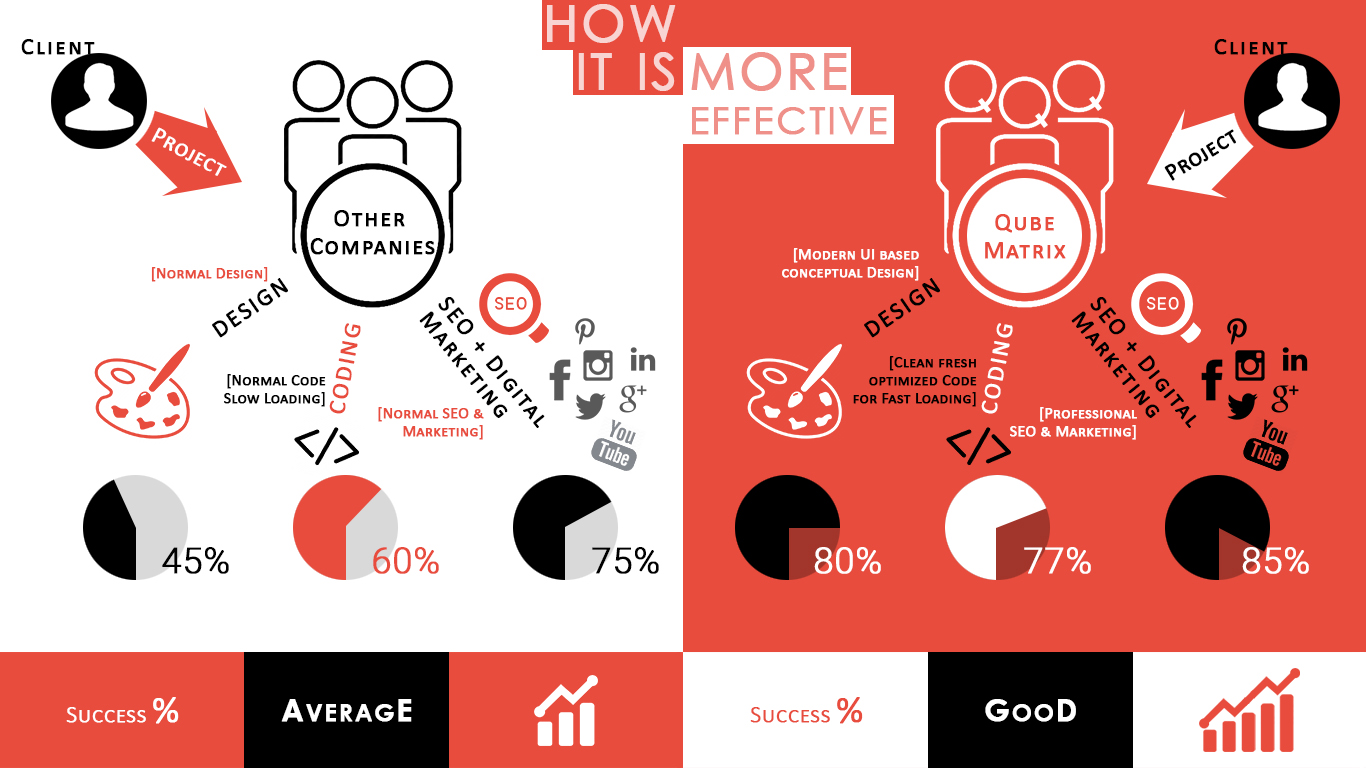 HOW
IT IS MORE
EFFECTIVE
CLIENT
PROJECT
OTHER
COMPANIES
[NORMAL DESIGN]
DESIGN
[NORMAL CODE
SLOW LOADING]
CODING
SEO + DIGITAL
MARKETING
SEO
[NORMAL SEO &
MARKETING]
in
g+
You
Tube
45%
60%
75%
SUCCESS %
AVERAGE
CLIENT
PROJECT
QUBE
MATRIX
[MODERN UI BASED
CONCEPTUAL DESIGN]
DESIGN
[CLEAN FRESH
OPTIMIZED CODE
FOR FAST LOADING]
CODING
SEO + DIGITAL
MARKETING
SEO
[PROFESSIONAL
SEO & MARKETING]
in
g+
You
Tube
80%
77%
85%
SUCCESS %
GOOD